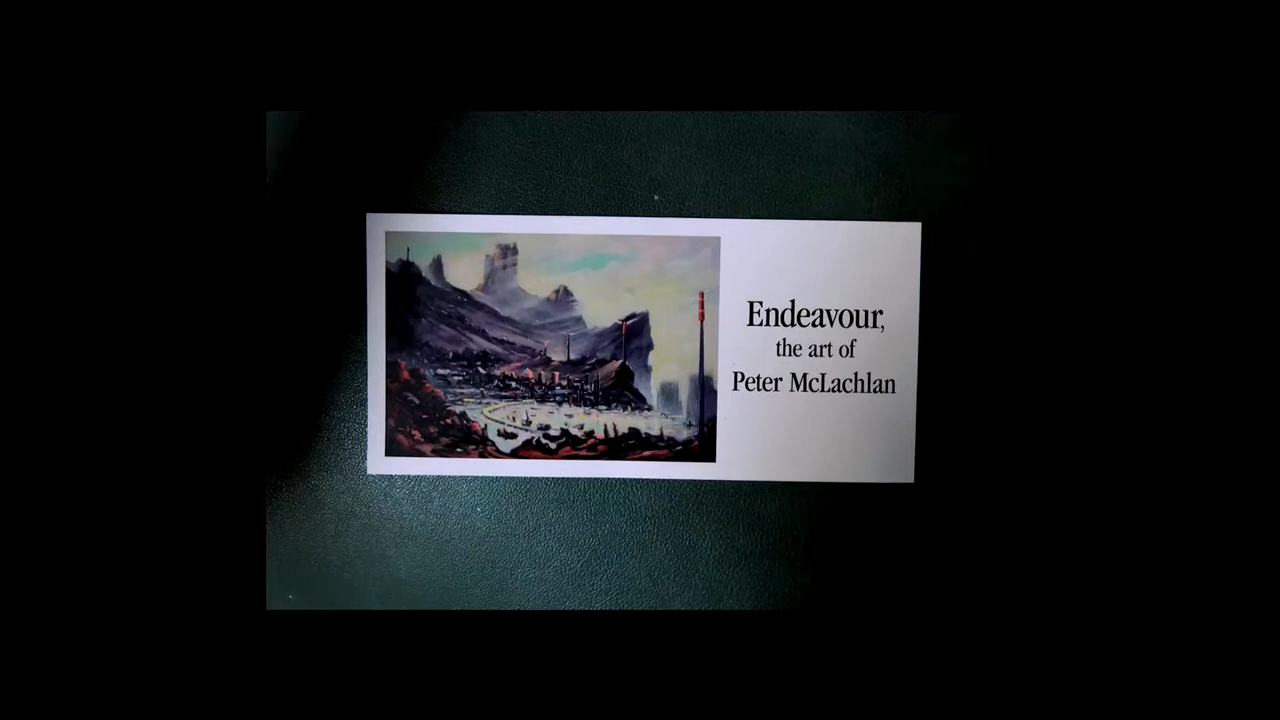 Endeavour,
the art of
Peter McLachlan